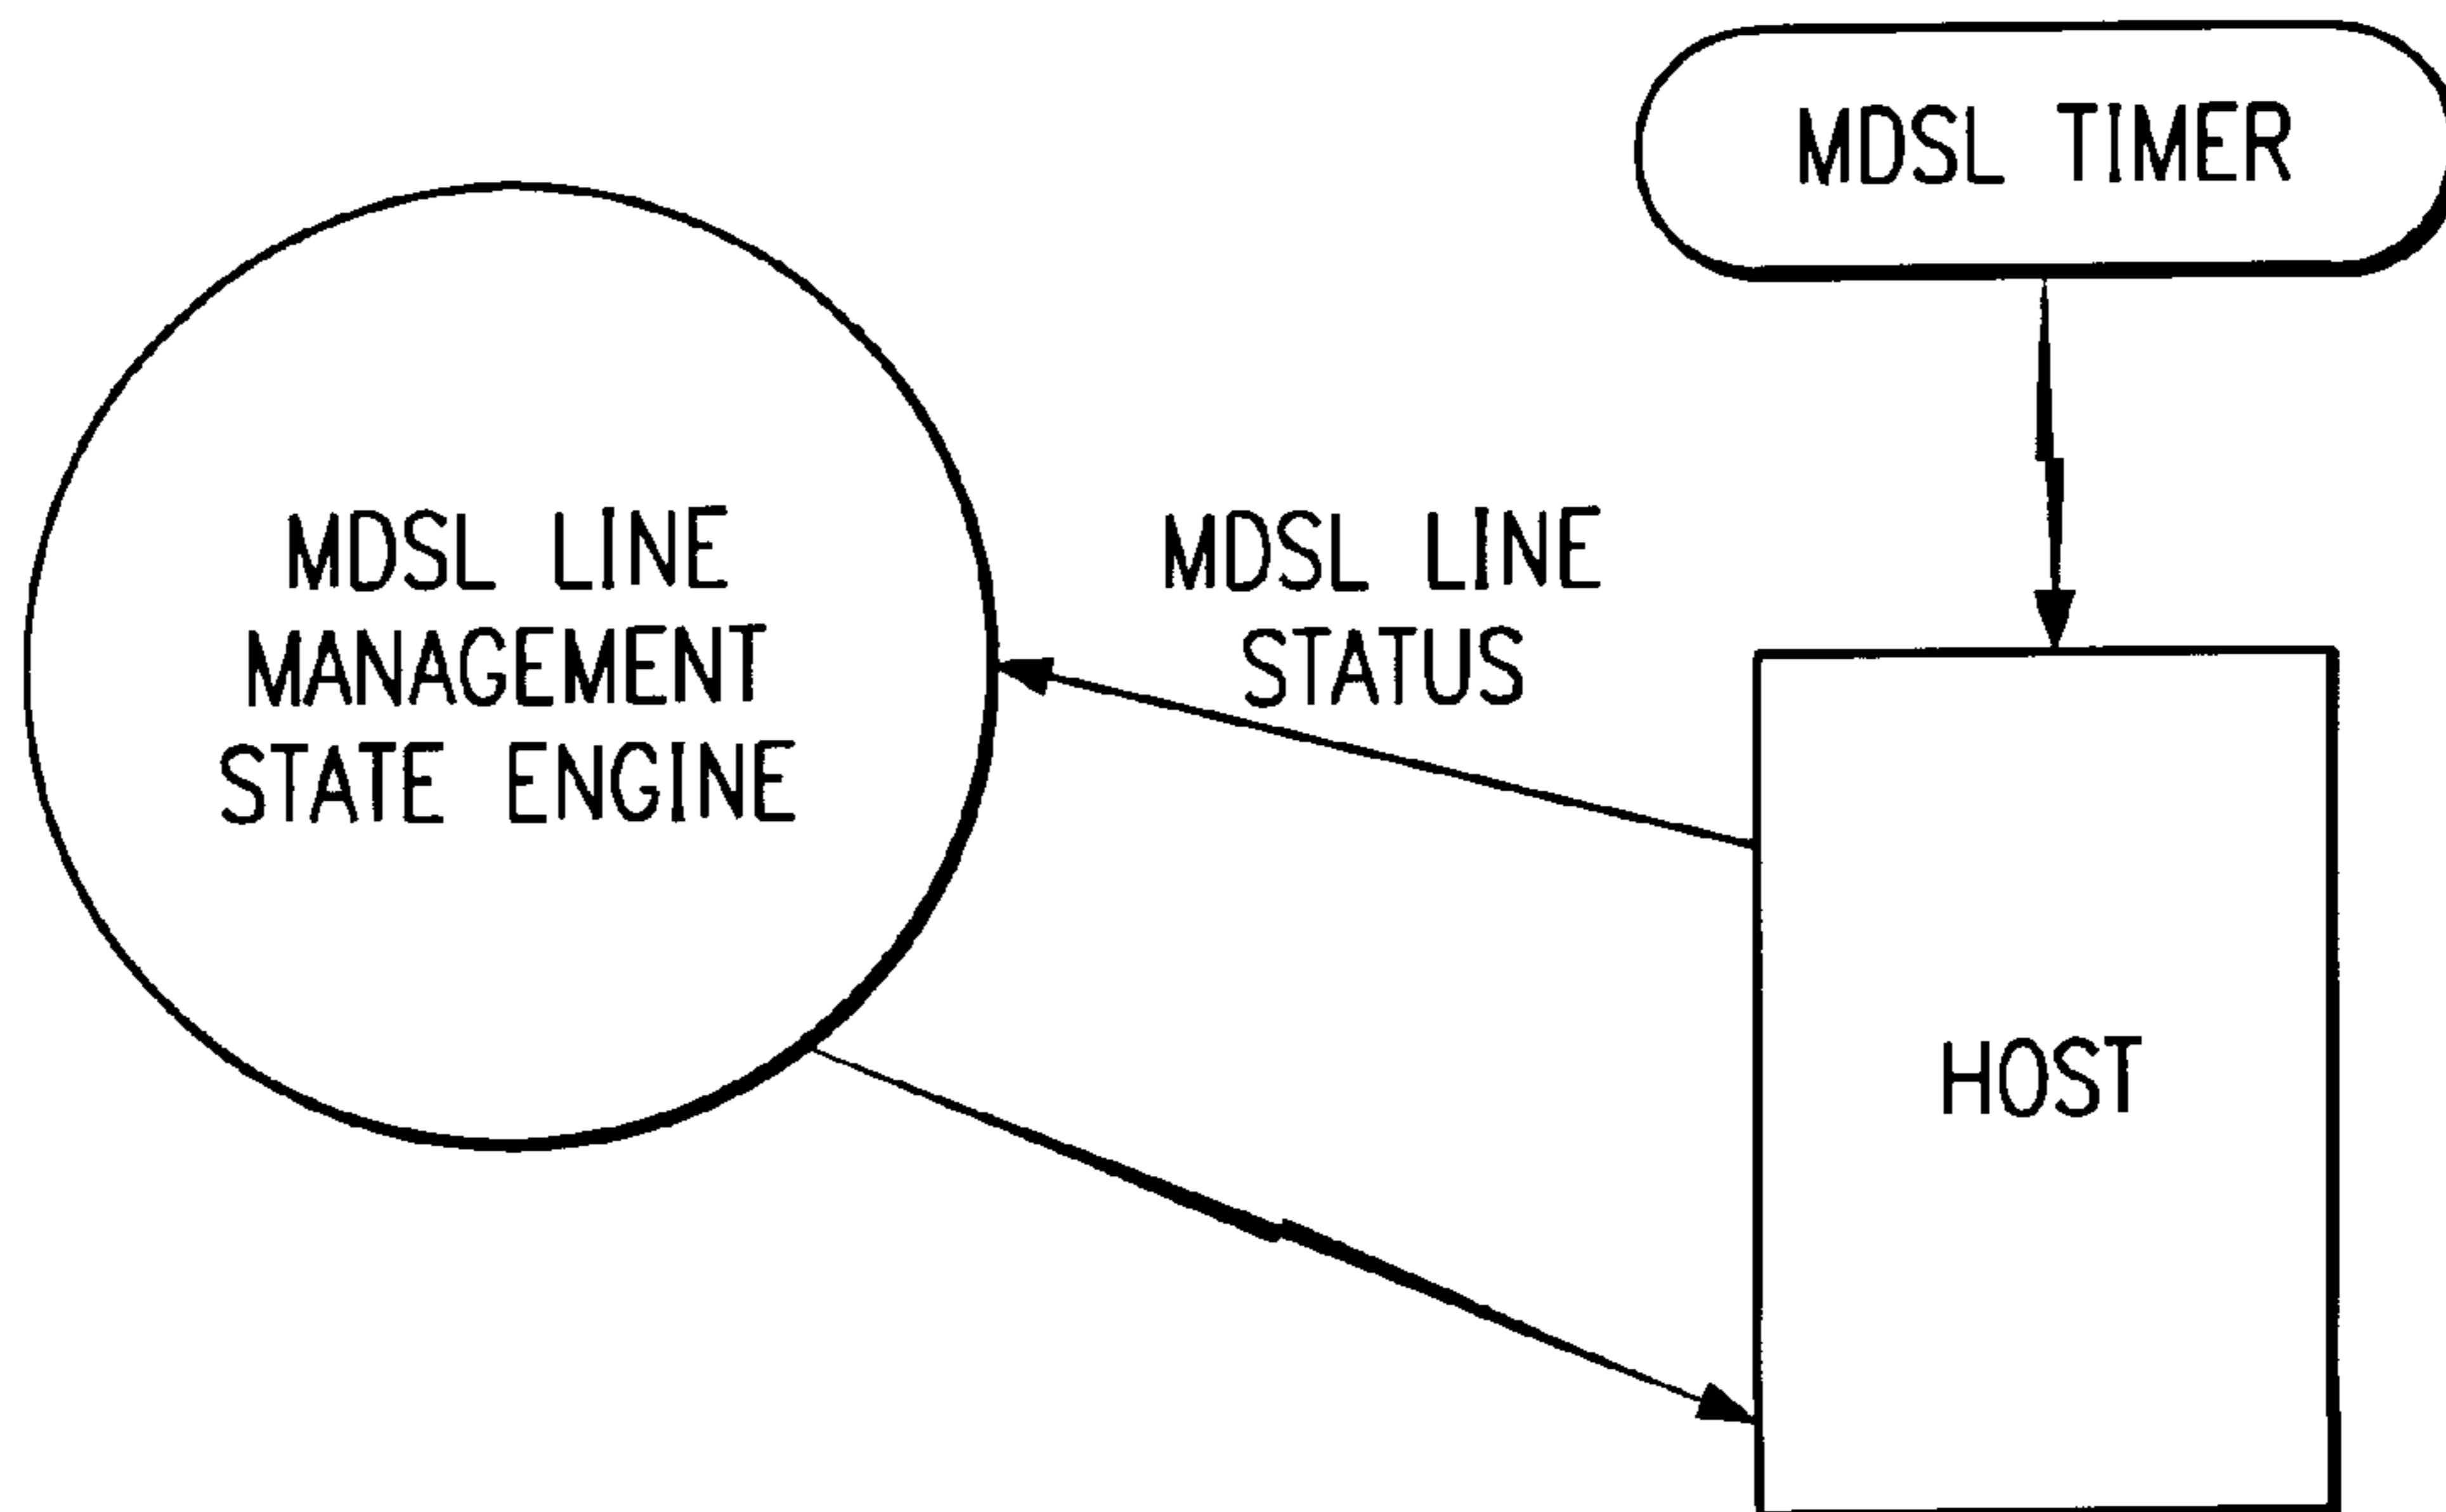 MDSL TIMER
MDSL LINE
MANAGEMENT
STATE ENGINE
MDSL LINE
STATUS
HOST